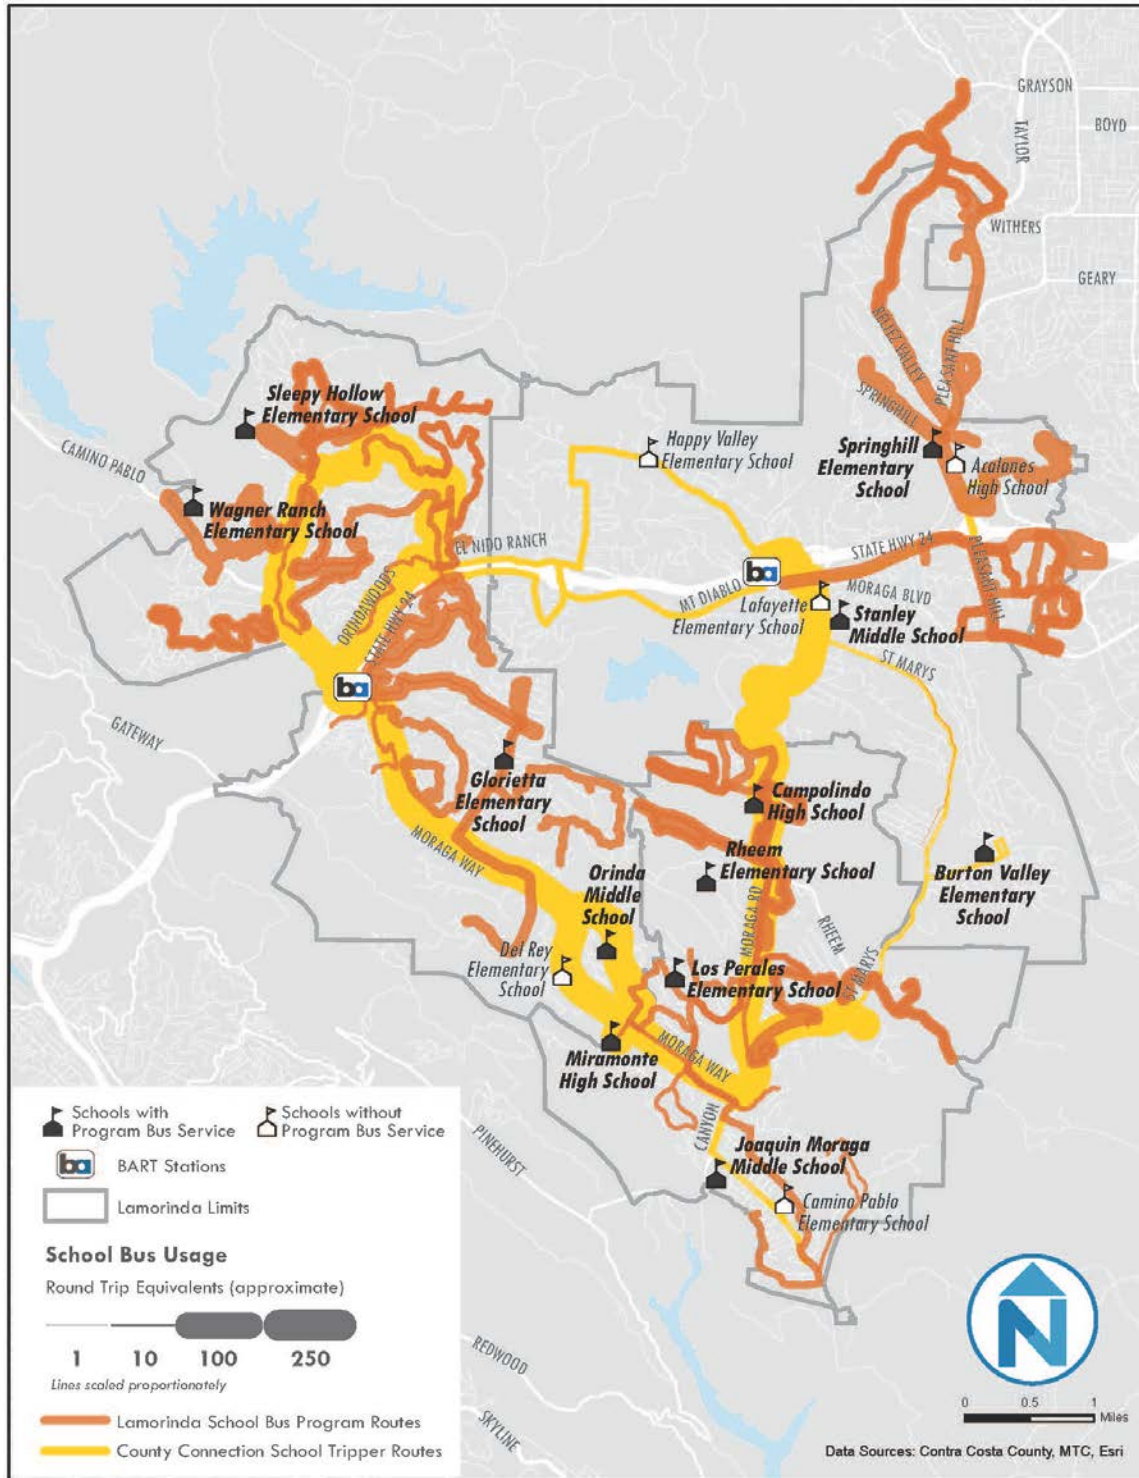 GRAYSON
BOYD
TAYLOR
WITHERS
GEARY
RELIEZ VALLEY
PLEASANT HILL
SPRINGHILL
Sleepy Hollow
Elementary School
CAMINO PABLO
Happy Valley
Elementary School
Springhill
Elementary
School
Acalanes
High School
Wagner Ranch
Elementary School
EL NIDO RANCH
STATE HWY 24
ORINDAWOODS
STATE HWY 24
ba
MT DIABLO
MORAGA BLVD
PLEASANT HILL
Lafayette
Elementary School
Stanley
Middle School
ST MARYS
ba
GATEWAY
Glorietta
Elementary
School
Campolindo
High School
MORAGA WAY
Rheem
Elementary School
Orinda
Middle
School
Burton Valley
Elementary
School
MORAGA RD
RHEEM
Del Rey
Elementary
School
Los Perales
Elementary School
ST MARYS
Miramonte
High School
MORAGA WAY
CANYON
PINEHURST
Joaquin Moraga
Middle School
Camino Pablo
Elementary School
REDWOOD
SKYLINE
Schools with
Program Bus Service
Schools without
Program Bus Service
ba
BART Stations
Lamorinda Limits
School Bus Usage
Round Trip Equivalents (approximate)
1 10 100 250
Lines scaled proportionately
Lamorinda School Bus Program Routes
County Connection School Tripper Routes
N
0 0.5 1
Miles
Data Sources: Contra Costa County, MTC, Esri